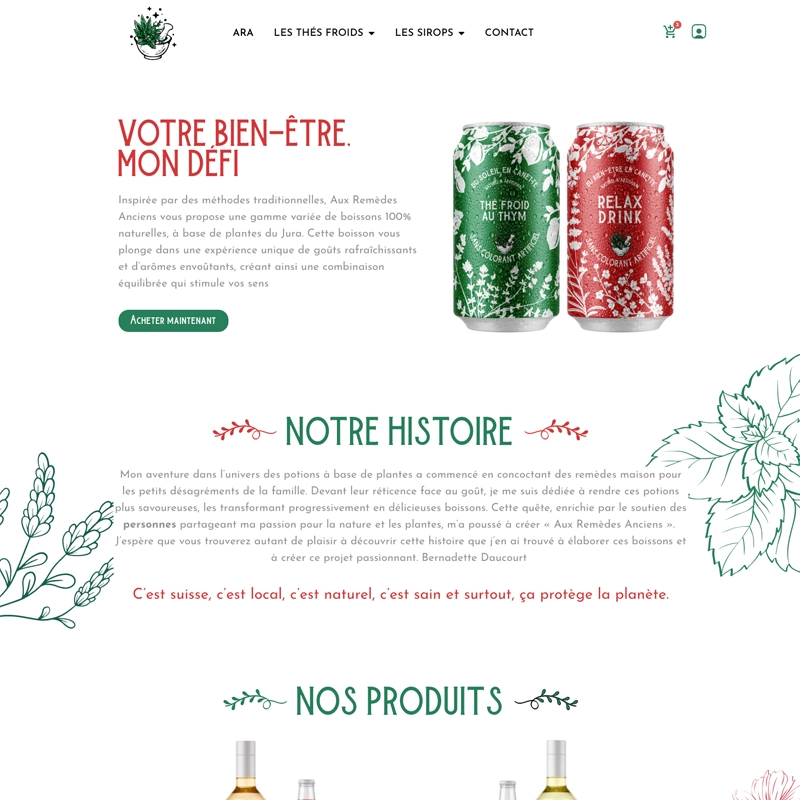 ARA
LES THÉS FROIDS
LES SIROPS
CONTACT
VOTRE BIEN-ÊTRE.
MON DÉFI
Inspirée par des méthodes traditionnelles, Aux Remèdes
Anciens vous propose une gamme variée de boissons 100%
naturelles, à base de plantes du Jura. Cette boisson vous
plonge dans une expérience unique de goûts rafraîchissants
et d'arômes envoûtants, créant ainsi une combinaison
équilibrée qui stimule vos sens
ACHETER MAINTENANT
DU SOLEIL EN CANETTE
THÉ FROID
AU THYM
SANS COLORANT ARTIFICIEL
DU BIEN-ÊTRE EN CANETTE
RELAX
DRINK
SANS COLORANT ARTIFICIEL
NOTRE HISTOIRE
Mon aventure dans l'univers des potions à base de plantes a commencé en concoctant des remèdes maison pour
les petits désagréments de la famille. Devant leur réticence face au goût, je me suis dédiée à rendre ces potions
plus savoureuses, les transformant progressivement en délicieuses boissons. Cette quête, enrichie par le soutien des
personnes partageant ma passion pour la nature et les plantes, m'a poussé à créer « Aux Remèdes Anciens ».
J'espère que vous trouverez autant de plaisir à découvrir cette histoire que j'en ai trouvé à élaborer ces boissons et
à créer ce projet passionnant. Bernadette Daucourt
C'est suisse, c'est local, c'est naturel, c'est sain et surtout, ça protège la planète.
NOS PRODUITS